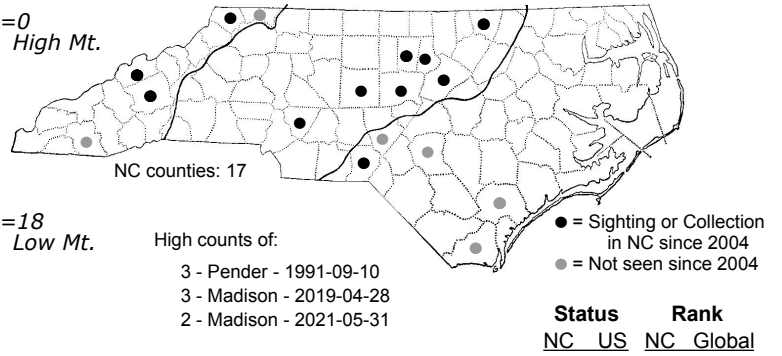 =0
High Mt.
NC counties: 17
=18
Low Mt.
High counts of:
3 - Pender - 1991-09-10
3 - Madison - 2019-04-28
2 - Madison - 2021-05-31
= Sighting or Collection
in NC since 2004
= Not seen since 2004
Status Rank
NC US NC Global